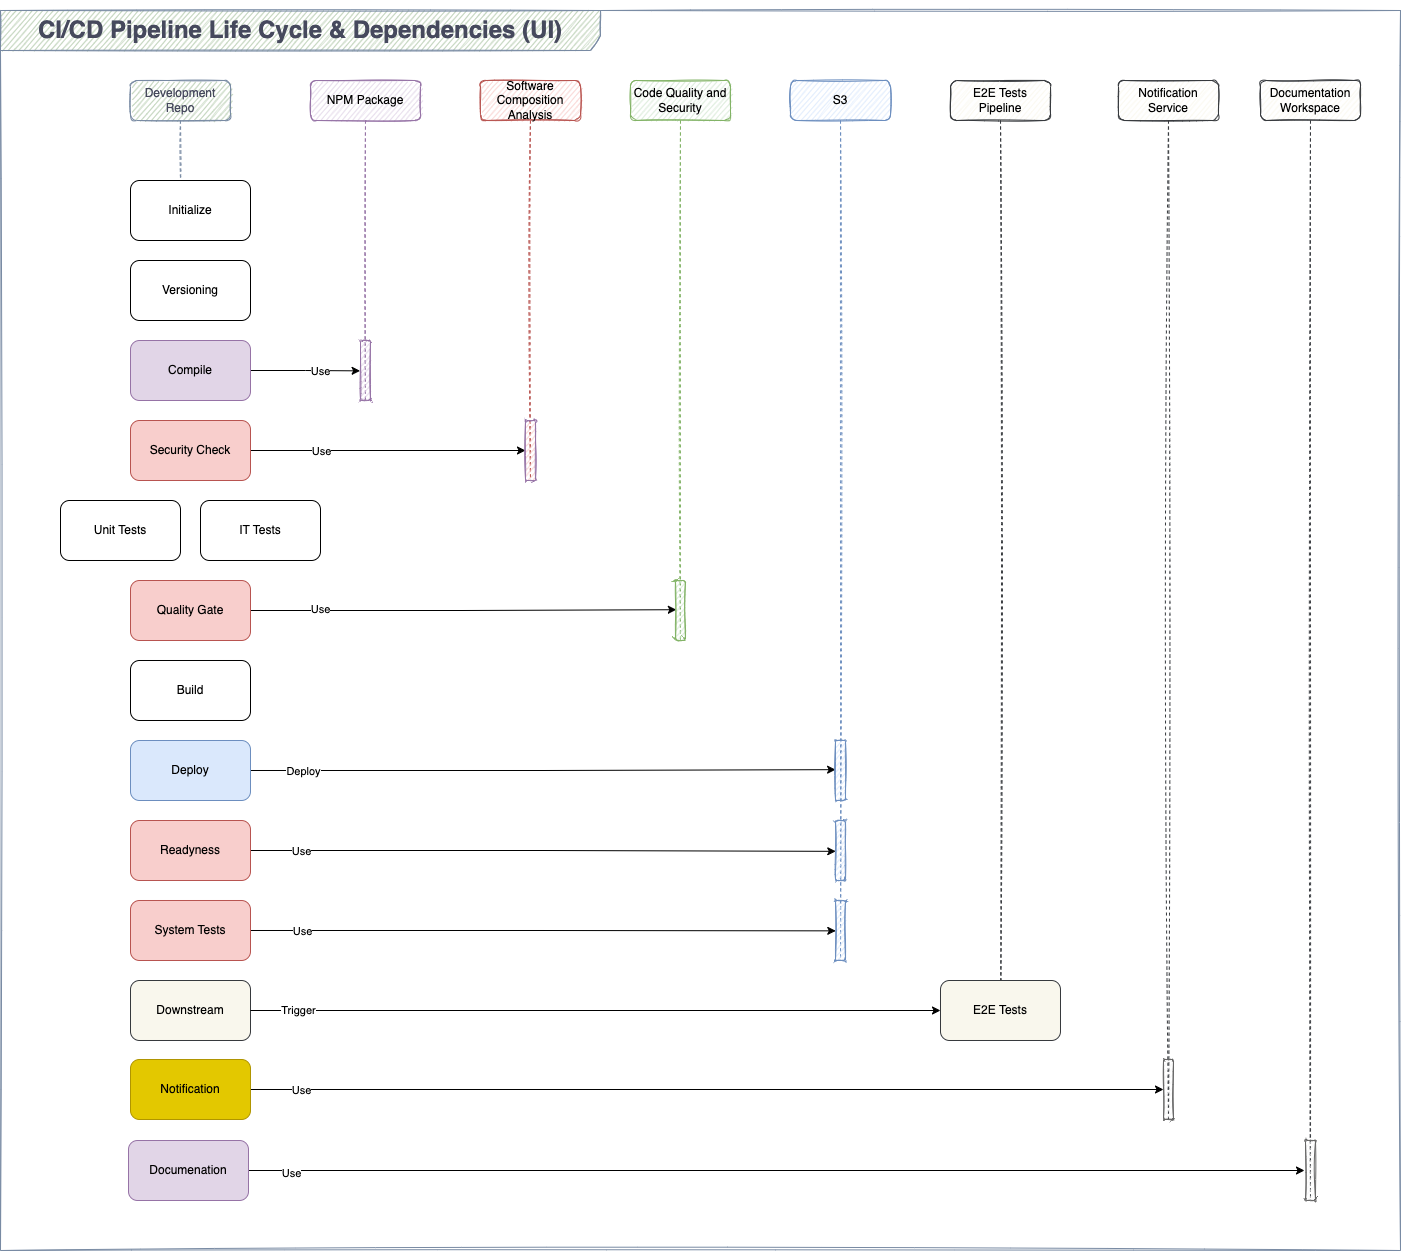 CI/CD Pipeline Life Cycle & Dependencies (UI)
Development
Repo
NPM Package
Software
Composition
Analysis
Code Quality and
Security
S3
E2E Tests
Pipeline
Notification
Service
Documentation
Workspace
Initialize
Versioning
Compile
Use
Security Check
Use
Unit Tests
IT Tests
Quality Gate
Use
Build
Deploy
Deploy
Readyness
Use
System Tests
Use
Downstream
Trigger
E2E Tests
Notification
Use
Documenation
Use